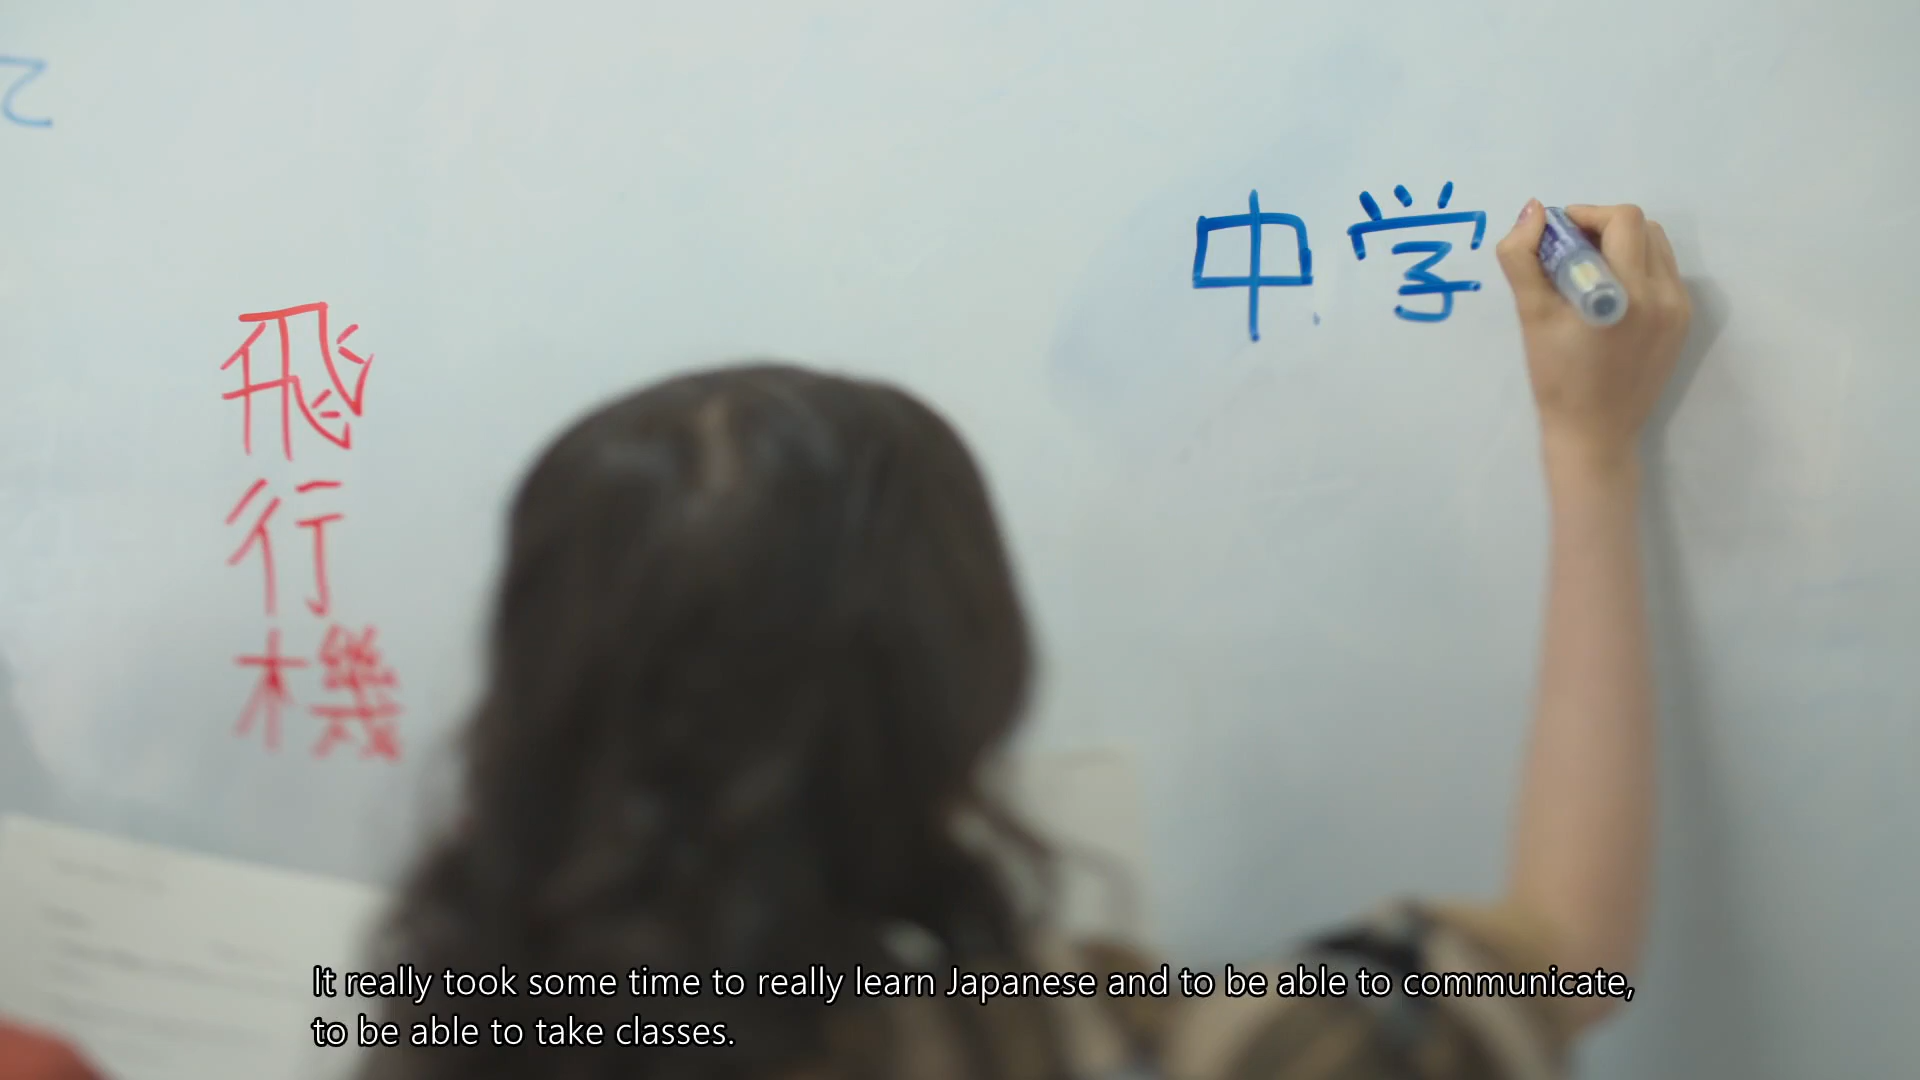 中学
飛行機
It really took some time to really learn Japanese and to be able to communicate,
to be able to take classes.